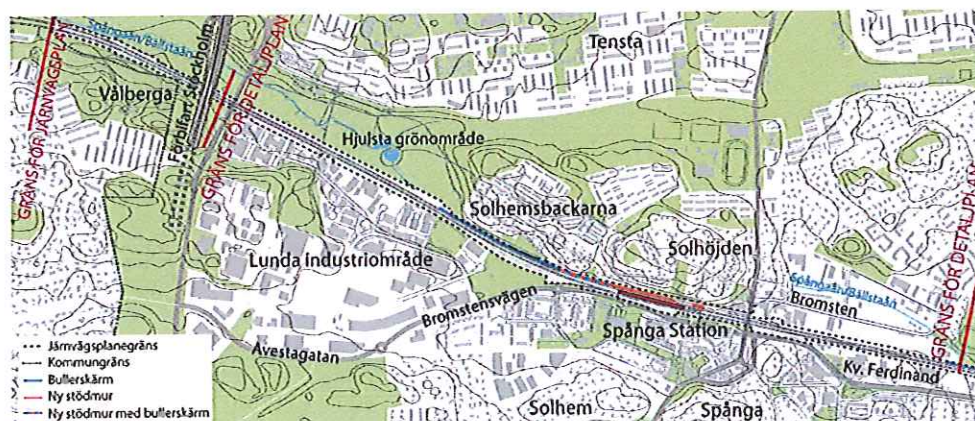 Spångaån/Bällstaån
Tensta
Vålberga
Förbifart Stockholm
GRÄNS FÖR JÄRNVÄGSPLAN
GRÄNS FÖR DETALJPLAN
Hjulsta grönområde
Solhemsbackarna
Solhöjden
Lunda Industriområde
Spångaån/Bällstaån
Bromsten
GRÄNS FÖR DETALJPLAN
Bromstensvägen
Spånga Station
Avestagatan
Kv. Ferdinand
Solhem
Spånga
Järnvägsplanegräns
Kommungräns
Bullerskärm
Ny stödmur
Ny stödmur med bullerskärm